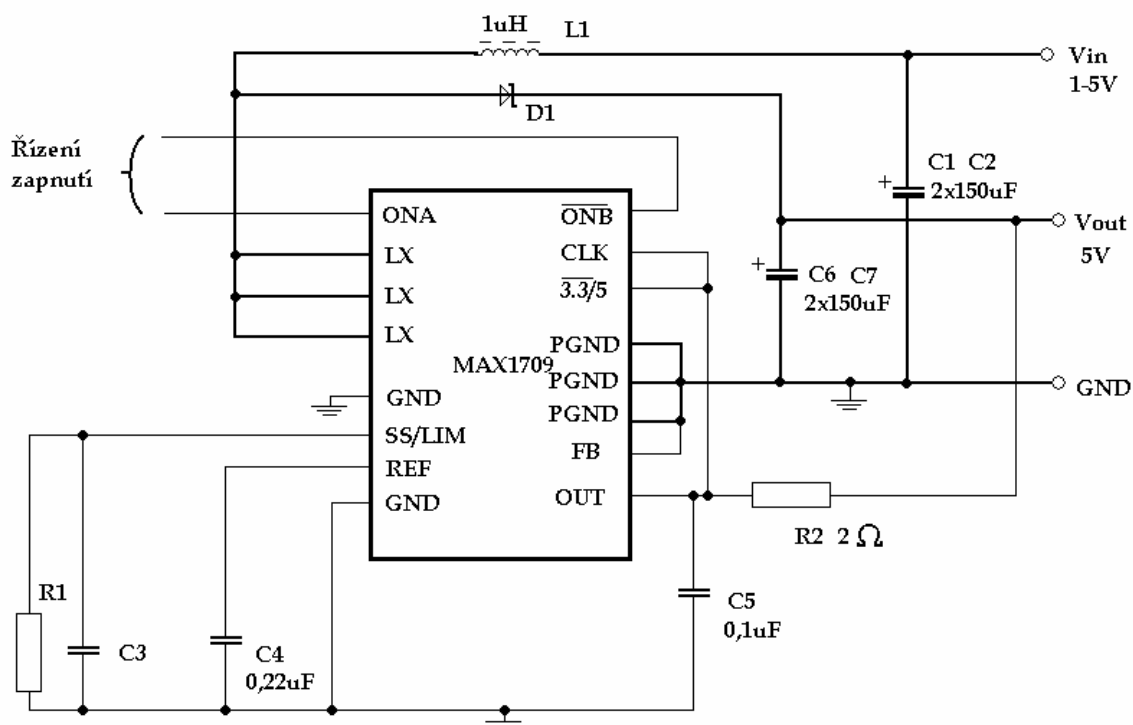 1uH L1
Vin
1-5V
D1
Řízení
zapnutí
C1 C2
2x150uF
ONA
ONB
Vout
5V
LX
CLK
C6 C7
2x150uF
LX
3.3/5
LX
PGND
MAX1709
PGND
GND
GND
PGND
SS/LIM
FB
REF
GND
OUT
R2 2 Ω
R1
C5
0,1uF
C3
C4
0,22uF